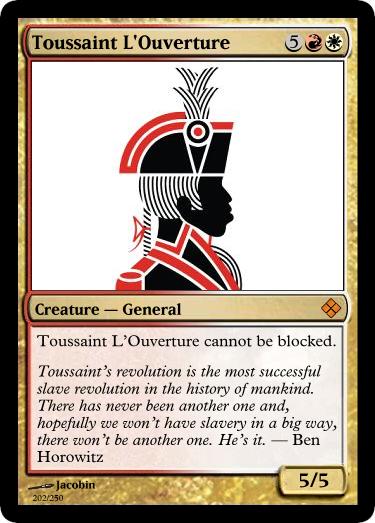 Toussaint L'Ouverture 5
Creature — General
Toussaint L'Ouverture cannot be blocked.
Toussaint's revolution is the most successful
slave revolution in the history of mankind.
There has never been another one and,
hopefully we won't have slavery in a big way,
there won't be another one. He's it. — Ben
Horowitz
Jacobin
202/250
5/5